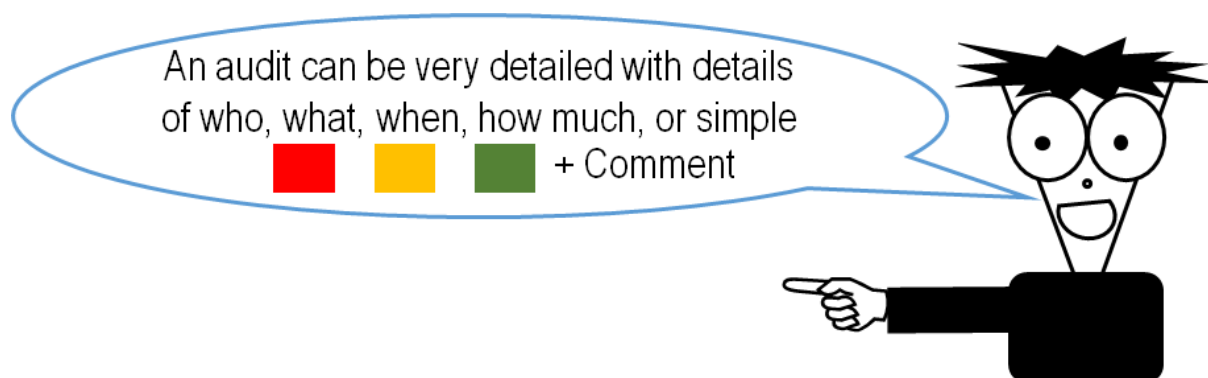 An audit can be very detailed with details
of who, what, when, how much, or simple
+ Comment